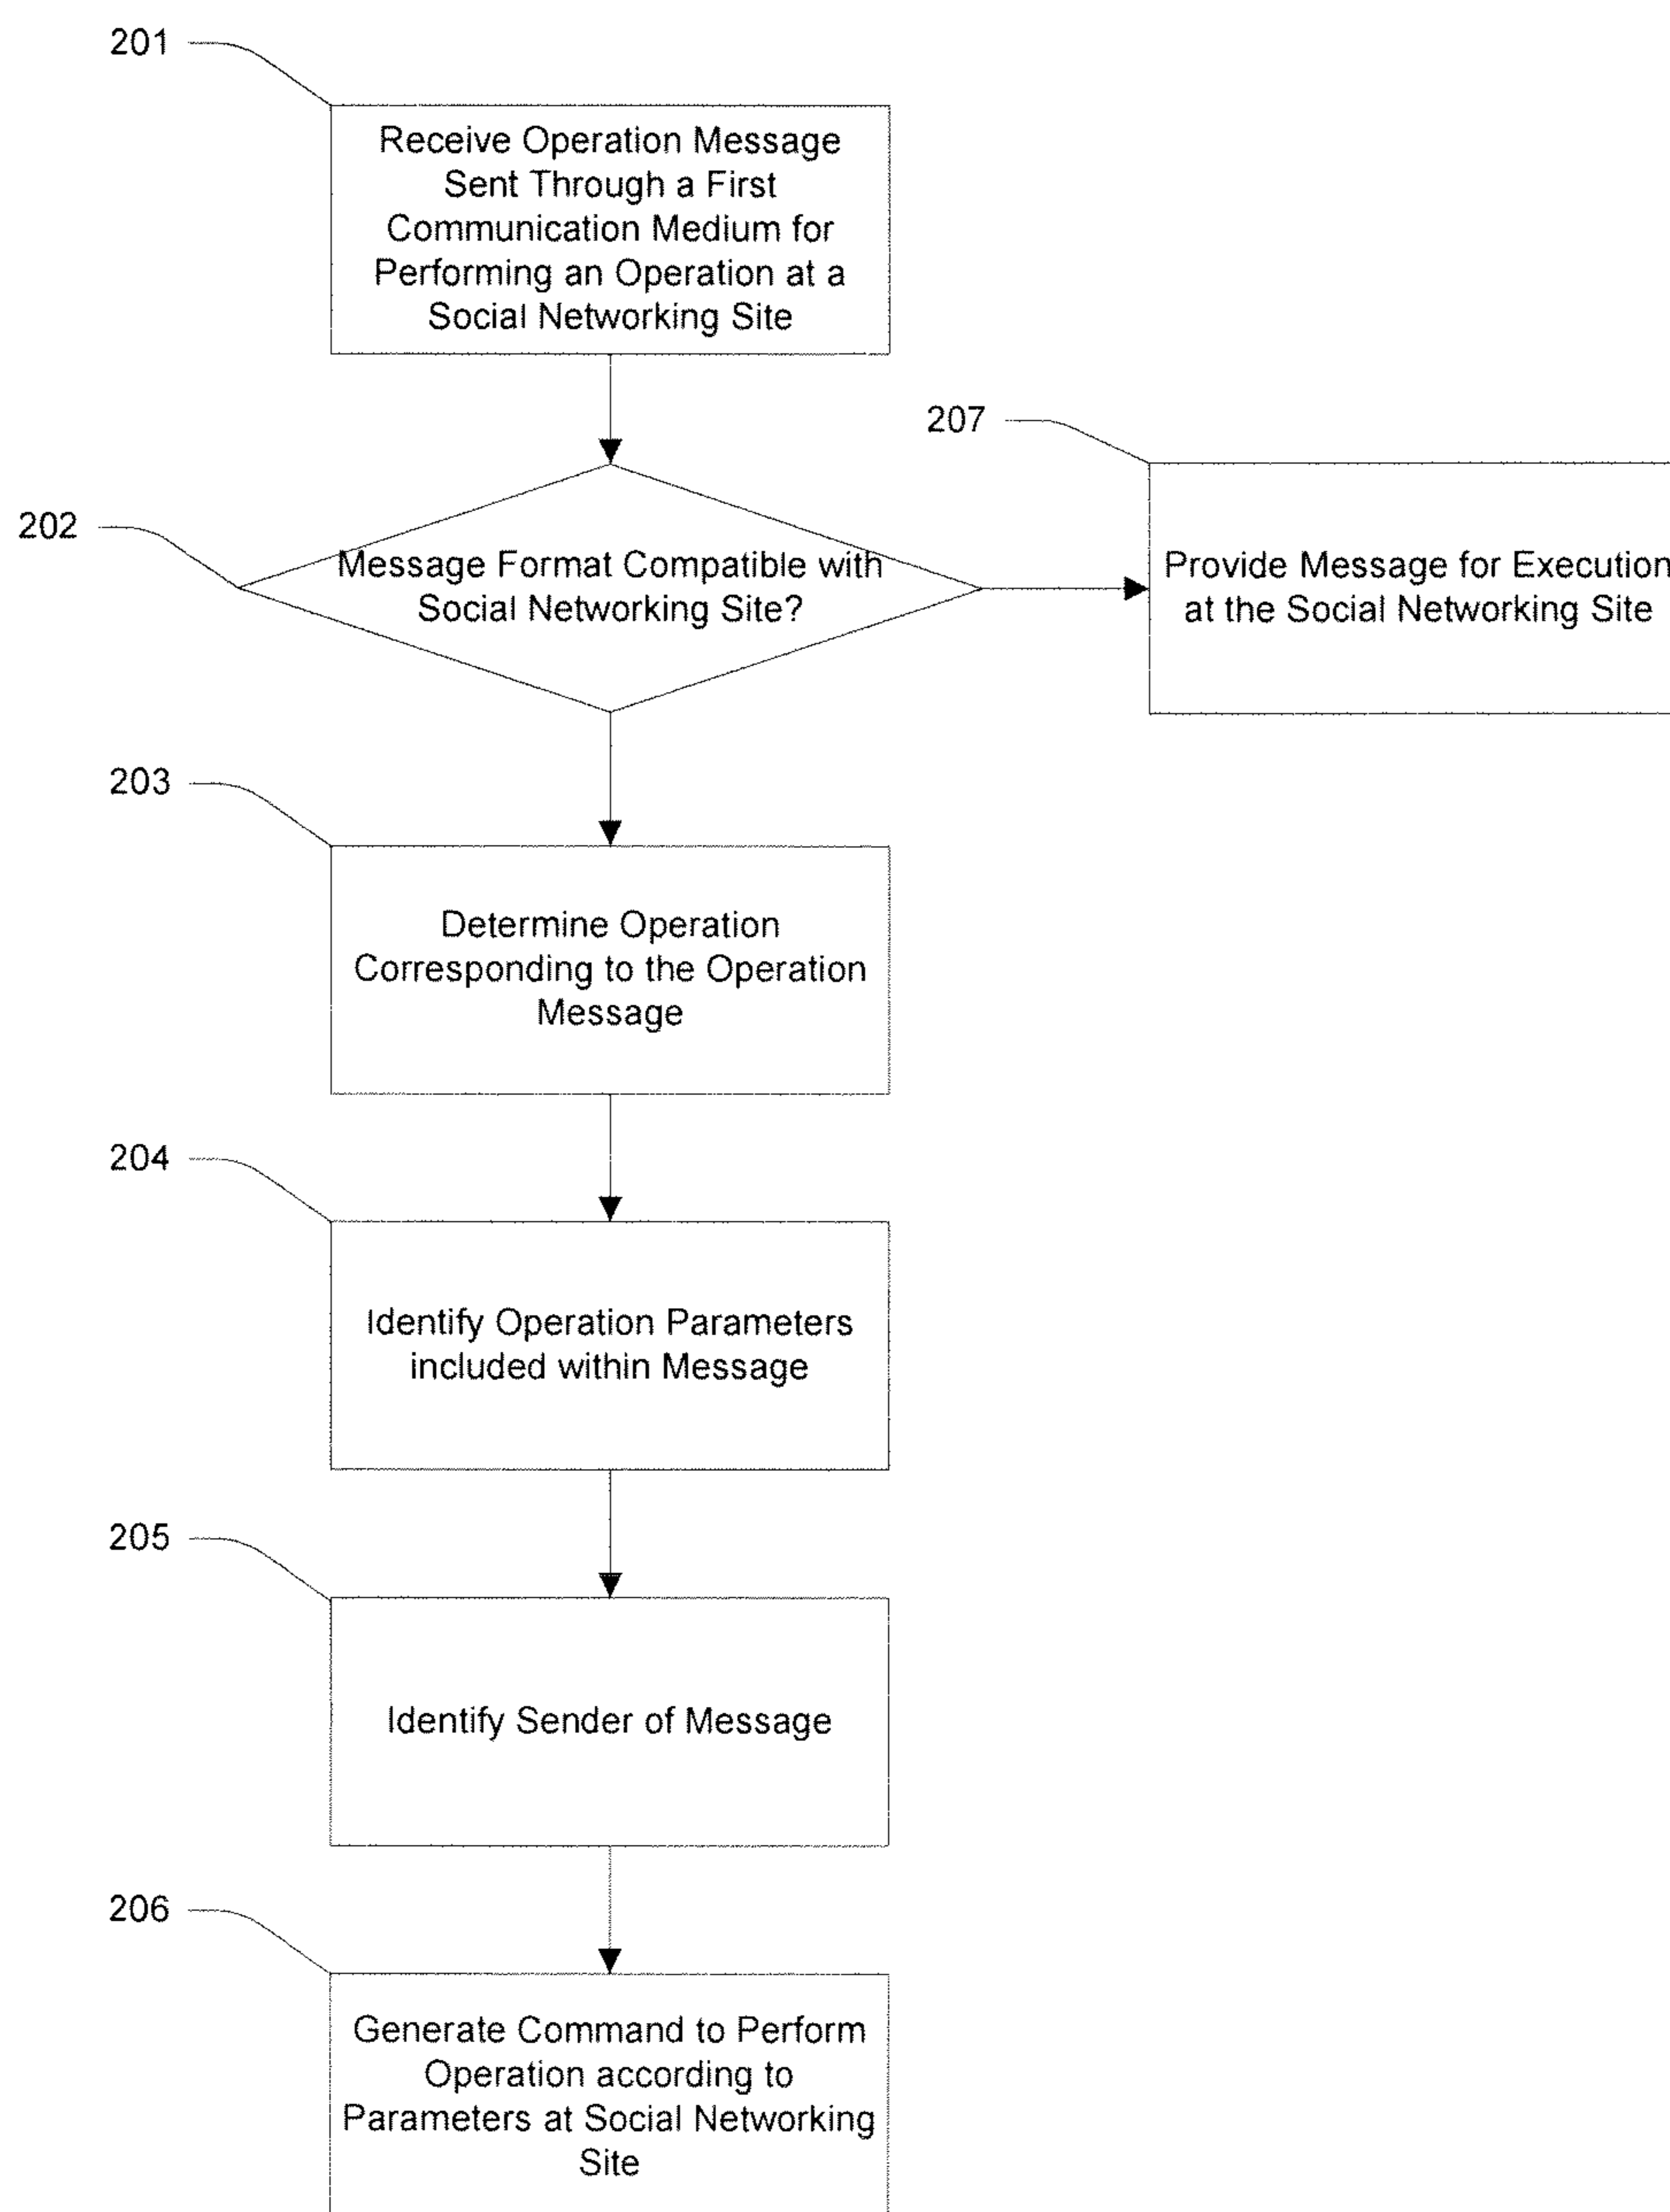 201
Receive Operation Message
Sent Through a First
Communication Medium for
Performing an Operation at a
Social Networking Site
202
Message Format Compatible with
Social Networking Site?
207
Provide Message for Execution
at the Social Networking Site
203
Determine Operation
Corresponding to the Operation
Message
204
Identify Operation Parameters
included within Message
205
Identify Sender of Message
206
Generate Command to Perform
Operation according to
Parameters at Social Networking
Site